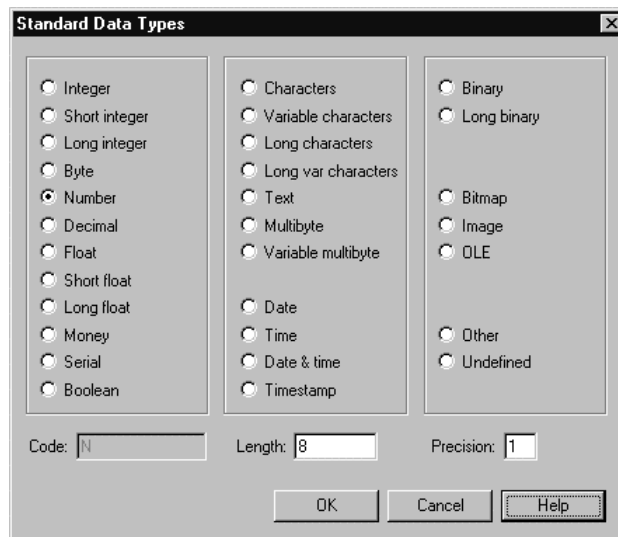 Standard Data Types
Integer
Short integer
Long integer
Byte
Number
Decimal
Float
Short float
Long float
Money
Serial
Boolean
Characters
Variable characters
Long characters
Long var characters
Text
Multibyte
Variable multibyte
Date
Time
Date & time
Timestamp
Binary
Long binary
Bitmap
Image
OLE
Other
Undefined
Code: N Length: 8 Precision: 1
OK Cancel Help